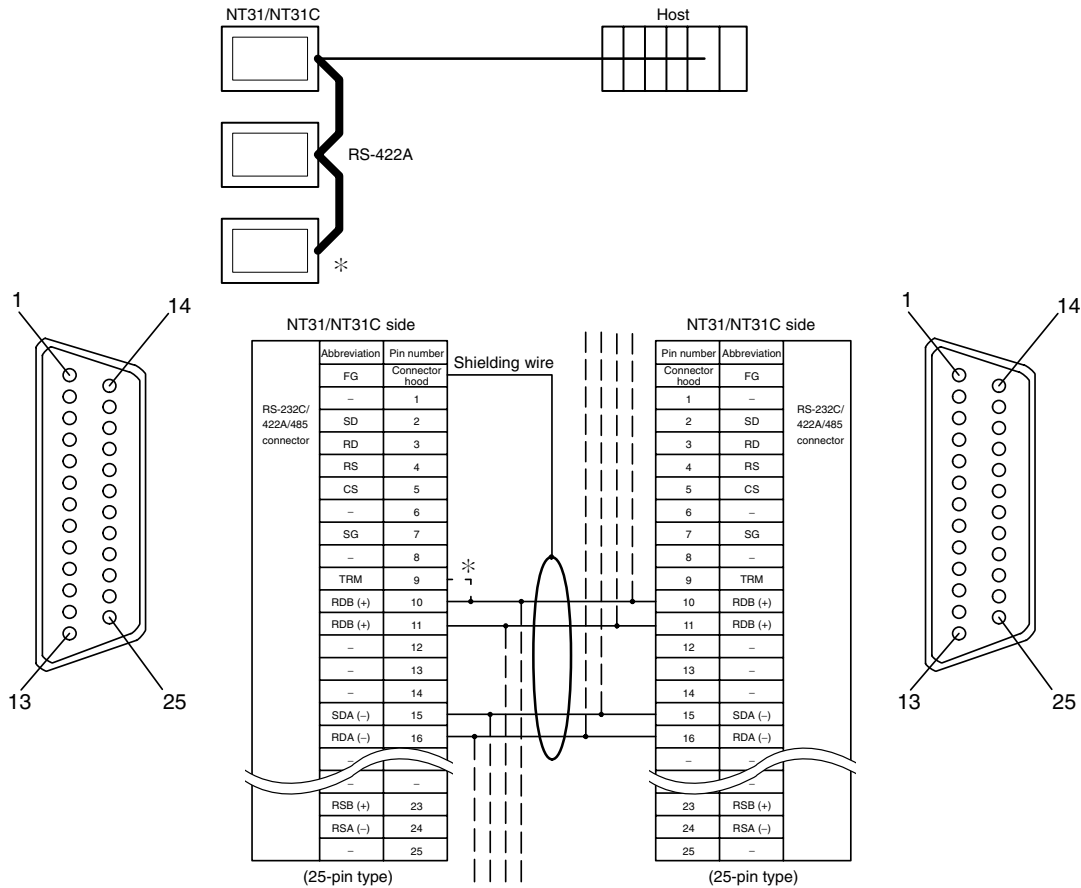 NT31/NT31C
Host
RS-422A
*
1
14
13
25
NT31/NT31C side
Abbreviation Pin number
RS-232C/
422A/485
connector
FG Connector hood
– 1
SD 2
RD 3
RS 4
CS 5
– 6
SG 7
– 8
TRM 9
RDB (+) 10
RDB (+) 11
– 12
– 13
– 14
SDA (–) 15
RDA (–) 16
–
– –
RSB (+) 23
RSA (–) 24
– 25
(25-pin type)
Shielding wire
*
NT31/NT31C side
Pin number Abbreviation
Connector hood FG
1 –
2 SD
3 RD
4 RS
5 CS
6 –
7 SG
8 –
9 TRM
10 RDB (+)
11 RDB (+)
12 –
13 –
14 –
15 SDA (–)
16 RDA (–)
– –
–
23 RSB (+)
24 RSA (–)
25 –
RS-232C/
422A/485
connector
(25-pin type)
1
14
13
25